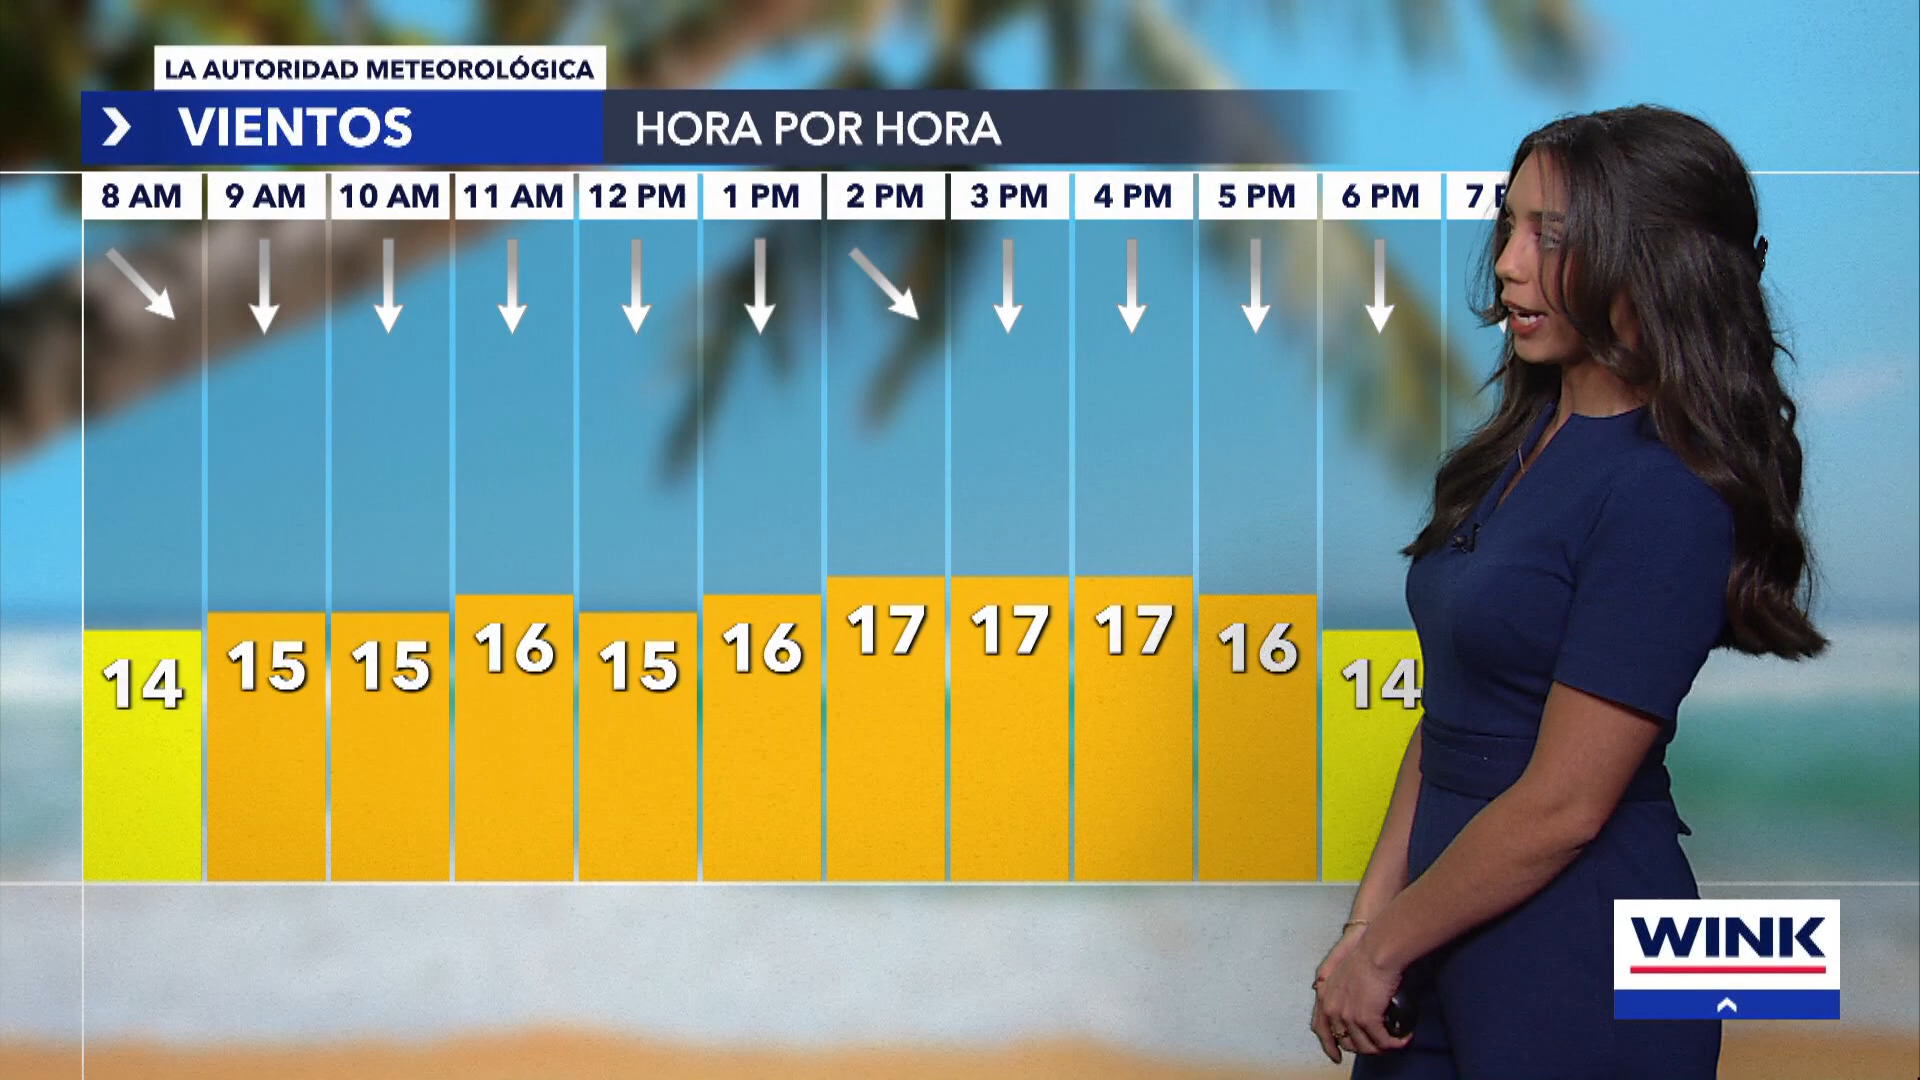 LA AUTORIDAD METEOROLÓGICA
VIENTOS
HORA POR HORA
8 AM 9 AM 10 AM 11 AM 12 PM 1 PM 2 PM 3 PM 4 PM 5 PM 6 PM 7
14 15 15 16 15 16 17 17 17 16 14
WINK